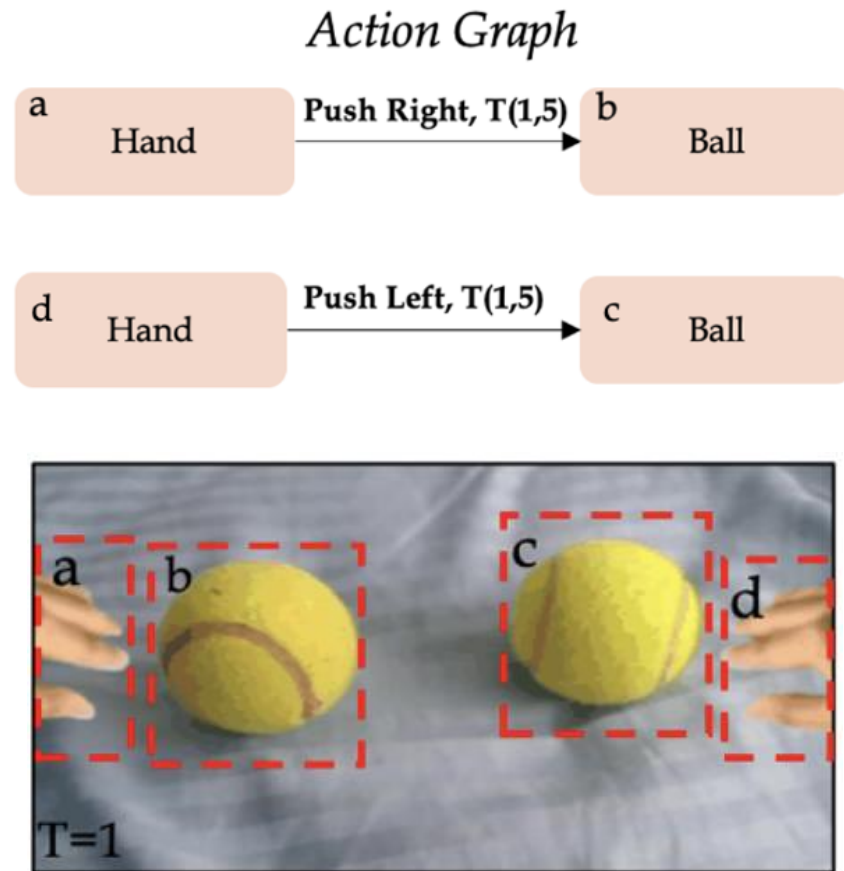 Action Graph
a
Hand
Push Right, T(1,5)
b
Ball
d
Hand
Push Left, T(1,5)
c
Ball
a
b
c
d
T=1